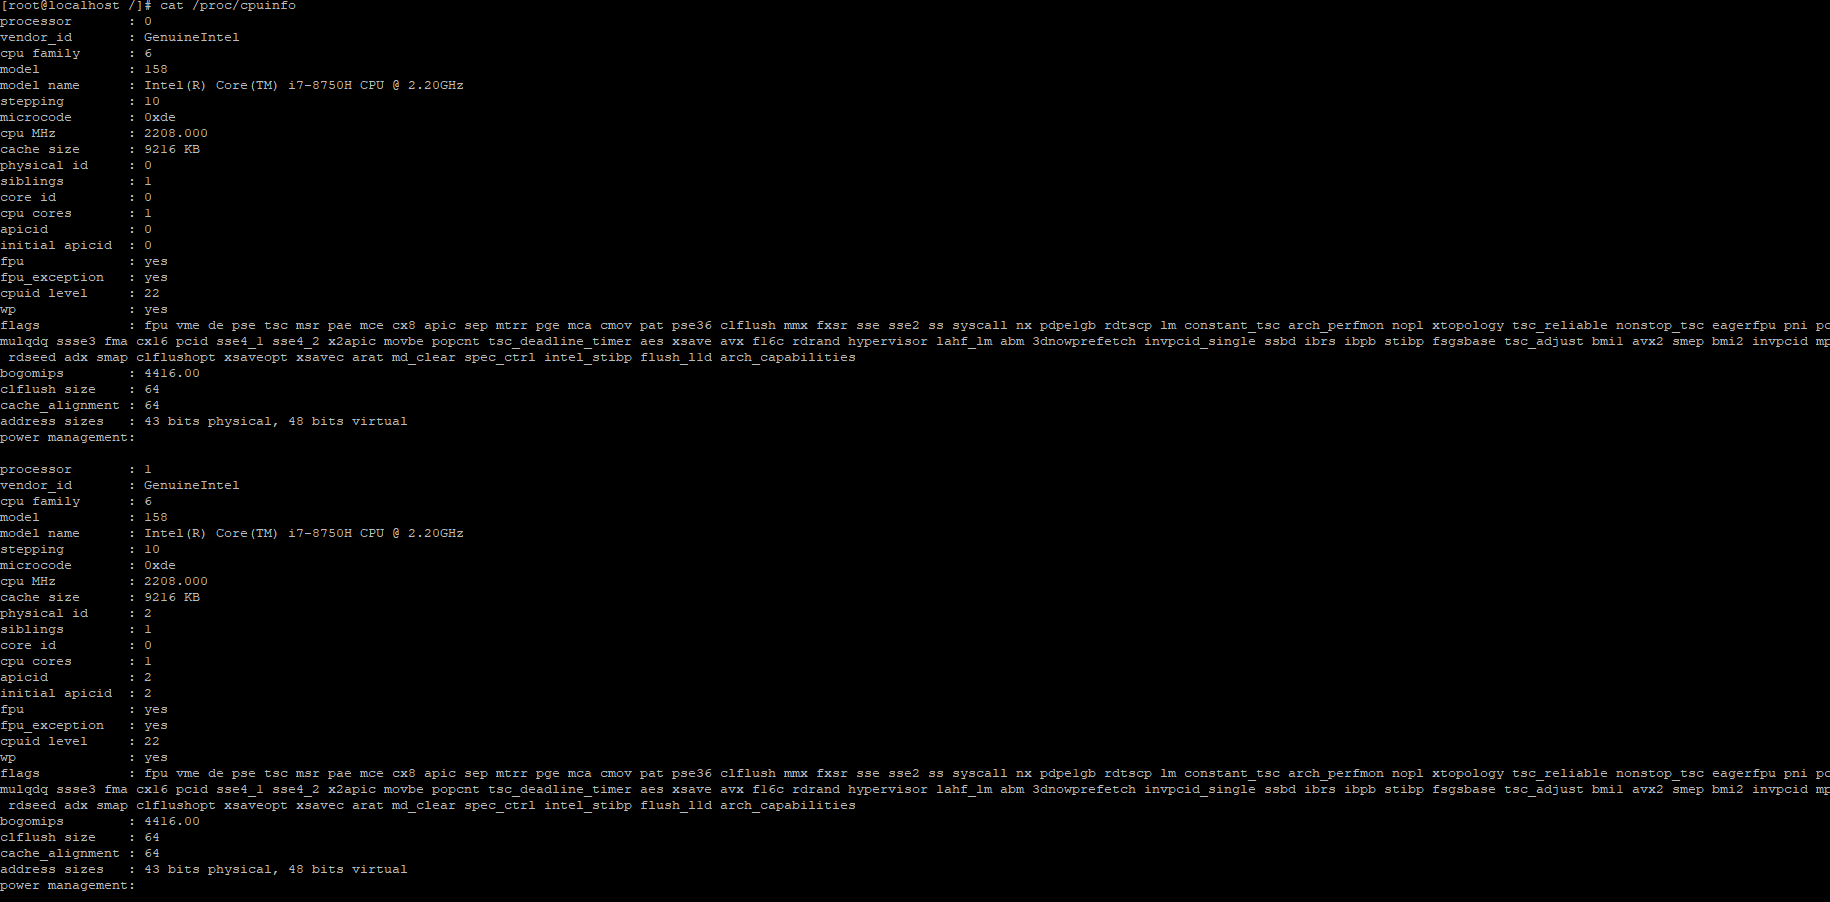 [root@localhost /]# cat /proc/cpuinfo
processor : 0
vendor_id : GenuineIntel
cpu family : 6
model : 158
model name : Intel(R) Core(TM) i7-8750H CPU @ 2.20GHz
stepping : 10
microcode : 0xde
cpu MHz : 2208.000
cache size : 9216 KB
physical id : 0
siblings : 1
core id : 0
cpu cores : 1
apicid : 0
initial apicid : 0
fpu : yes
fpu_exception : yes
cpuid level : 22
wp : yes
flags : fpu vme de pse tsc msr pae mce cx8 apic sep mtrr pge mca cmov pat pse36 clflush mmx fxsr sse sse2 ss syscall nx pdpe1gb rdtscp lm constant_tsc arch_perfmon nopl xtopology tsc_reliable nonstop_tsc eagerfpu pni pc
mulqdq ssse3 fma cx16 pcid sse4_1 sse4_2 x2apic movbe popcnt tsc_deadline_timer aes xsave avx f16c rdrand hypervisor lahf_lm abm 3dnowprefetch invpcid_single ssbd ibrs ibpb stibp fsgsbase tsc_adjust bmi1 avx2 smep bmi2 invpcid mp
rdseed adx smap clflushopt xsaveopt xsavec arat md_clear spec_ctrl intel_stibp flush_l1d arch_capabilities
bogomips : 4416.00
clflush size : 64
cache_alignment : 64
address sizes : 43 bits physical, 48 bits virtual
power management:
processor : 1
vendor_id : GenuineIntel
cpu family : 6
model : 158
model name : Intel(R) Core(TM) i7-8750H CPU @ 2.20GHz
stepping : 10
microcode : 0xde
cpu MHz : 2208.000
cache size : 9216 KB
physical id : 2
siblings : 1
core id : 0
cpu cores : 1
apicid : 2
initial apicid : 2
fpu : yes
fpu_exception : yes
cpuid level : 22
wp : yes
flags : fpu vme de pse tsc msr pae mce cx8 apic sep mtrr pge mca cmov pat pse36 clflush mmx fxsr sse sse2 ss syscall nx pdpe1gb rdtscp lm constant_tsc arch_perfmon nopl xtopology tsc_reliable nonstop_tsc eagerfpu pni pc
mulqdq ssse3 fma cx16 pcid sse4_1 sse4_2 x2apic movbe popcnt tsc_deadline_timer aes xsave avx f16c rdrand hypervisor lahf_lm abm 3dnowprefetch invpcid_single ssbd ibrs ibpb stibp fsgsbase tsc_adjust bmi1 avx2 smep bmi2 invpcid mp
rdseed adx smap clflushopt xsaveopt xsavec arat md_clear spec_ctrl intel_stibp flush_l1d arch_capabilities
bogomips : 4416.00
clflush size : 64
cache_alignment : 64
address sizes : 43 bits physical, 48 bits virtual
power management: